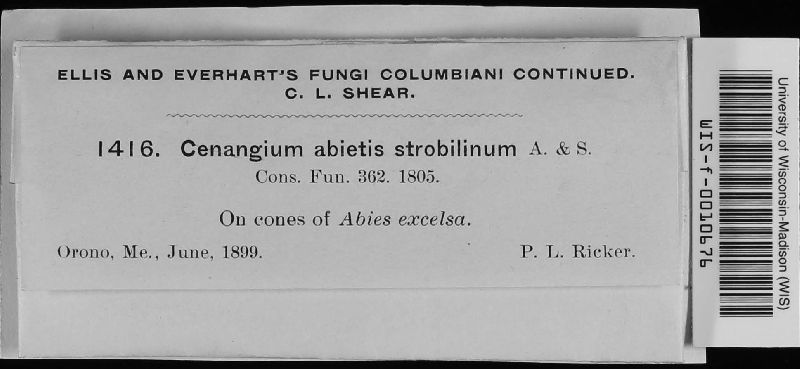 ELLIS AND EVERHART'S FUNGI COLUMBIANI CONTINUED.
C. L. SHEAR.
1416. Cenangium abietis strobilinum A. & S.
Cons. Fun. 362. 1805.
On cones of Abies excelsa.
Orono, Me., June, 1899. P. L. Ricker.
University of Wisconsin-Madison (WIS)
WIS-f-0010676